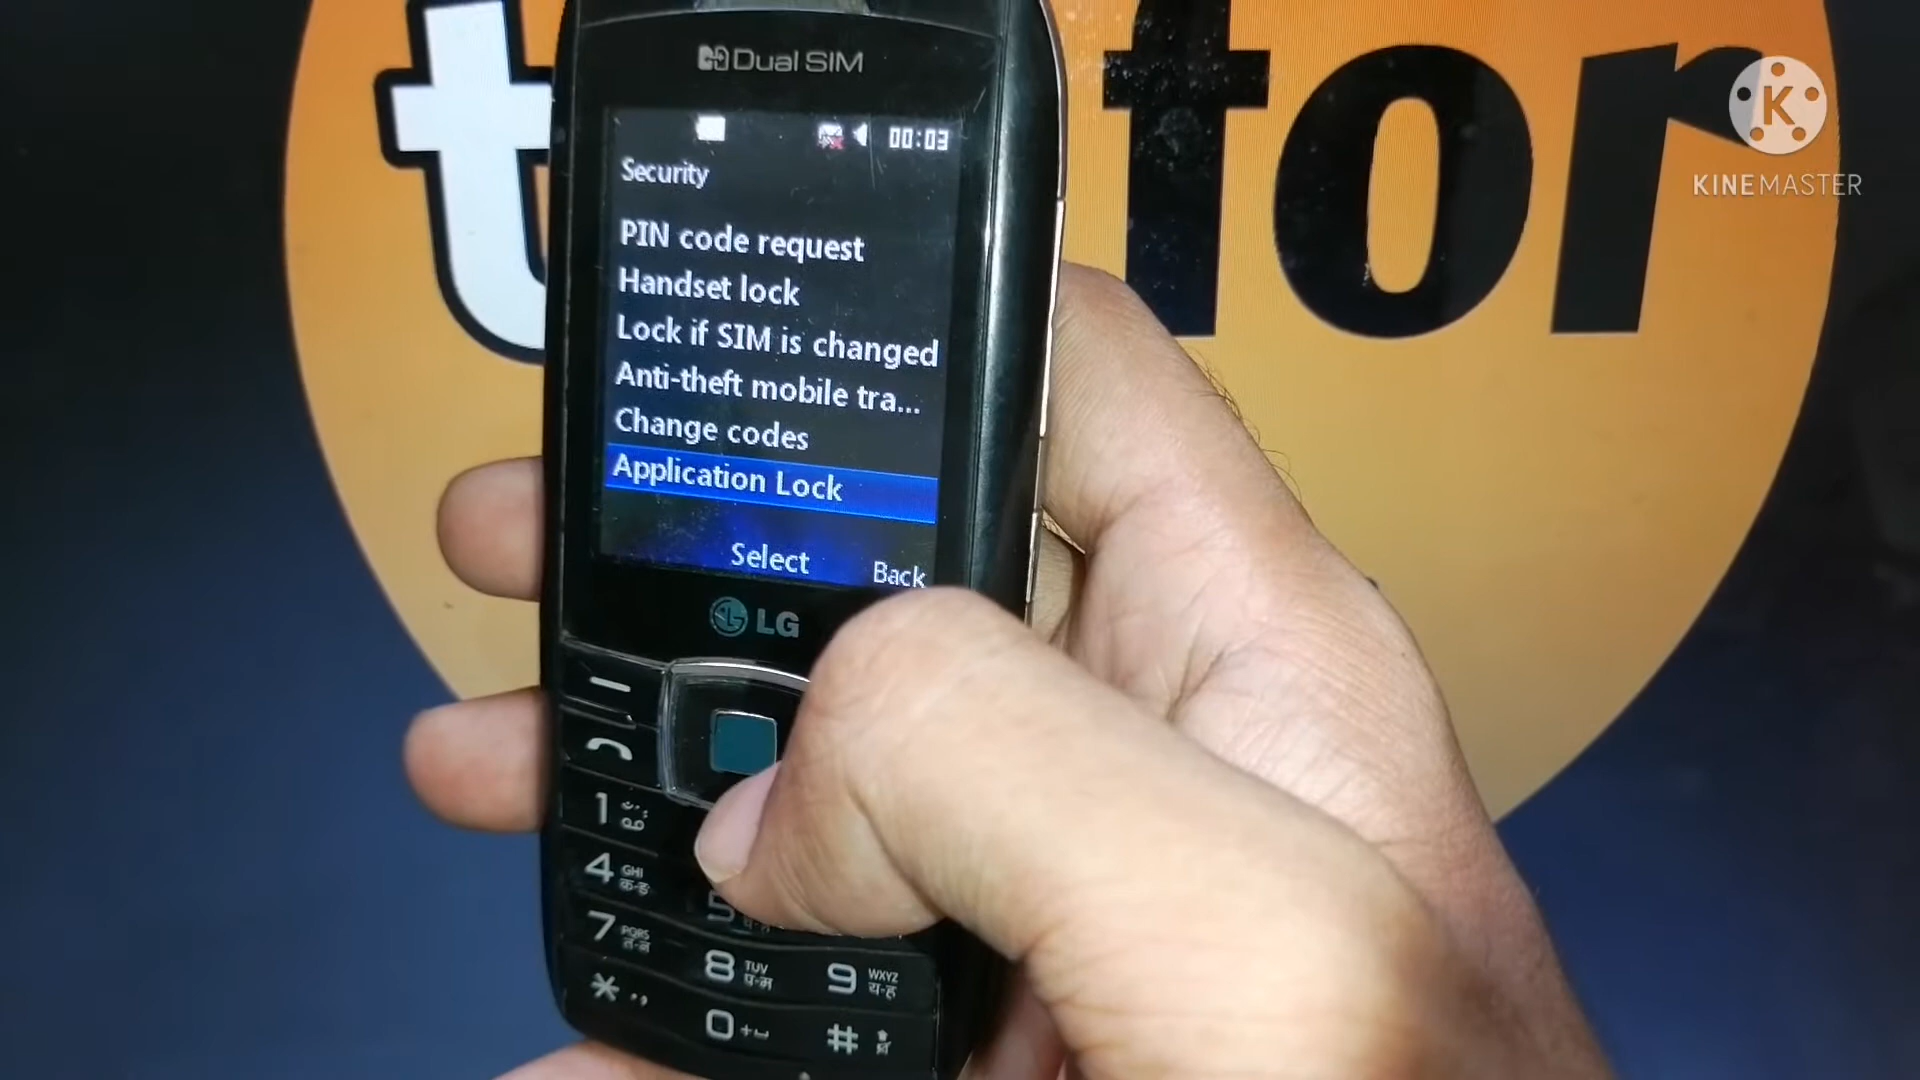 t for
Dual SIM
00:03
K
KINEMASTER
Security
PIN code request
Handset lock
Lock if SIM is changed
Anti-theft mobile tra...
Change codes
Application Lock
Select Back
LG
1
4 GHI क-ङ
5
7 PQRS त-न
8 TUV प-म
9 WXYZ य-ह
* . ,
0 +
#